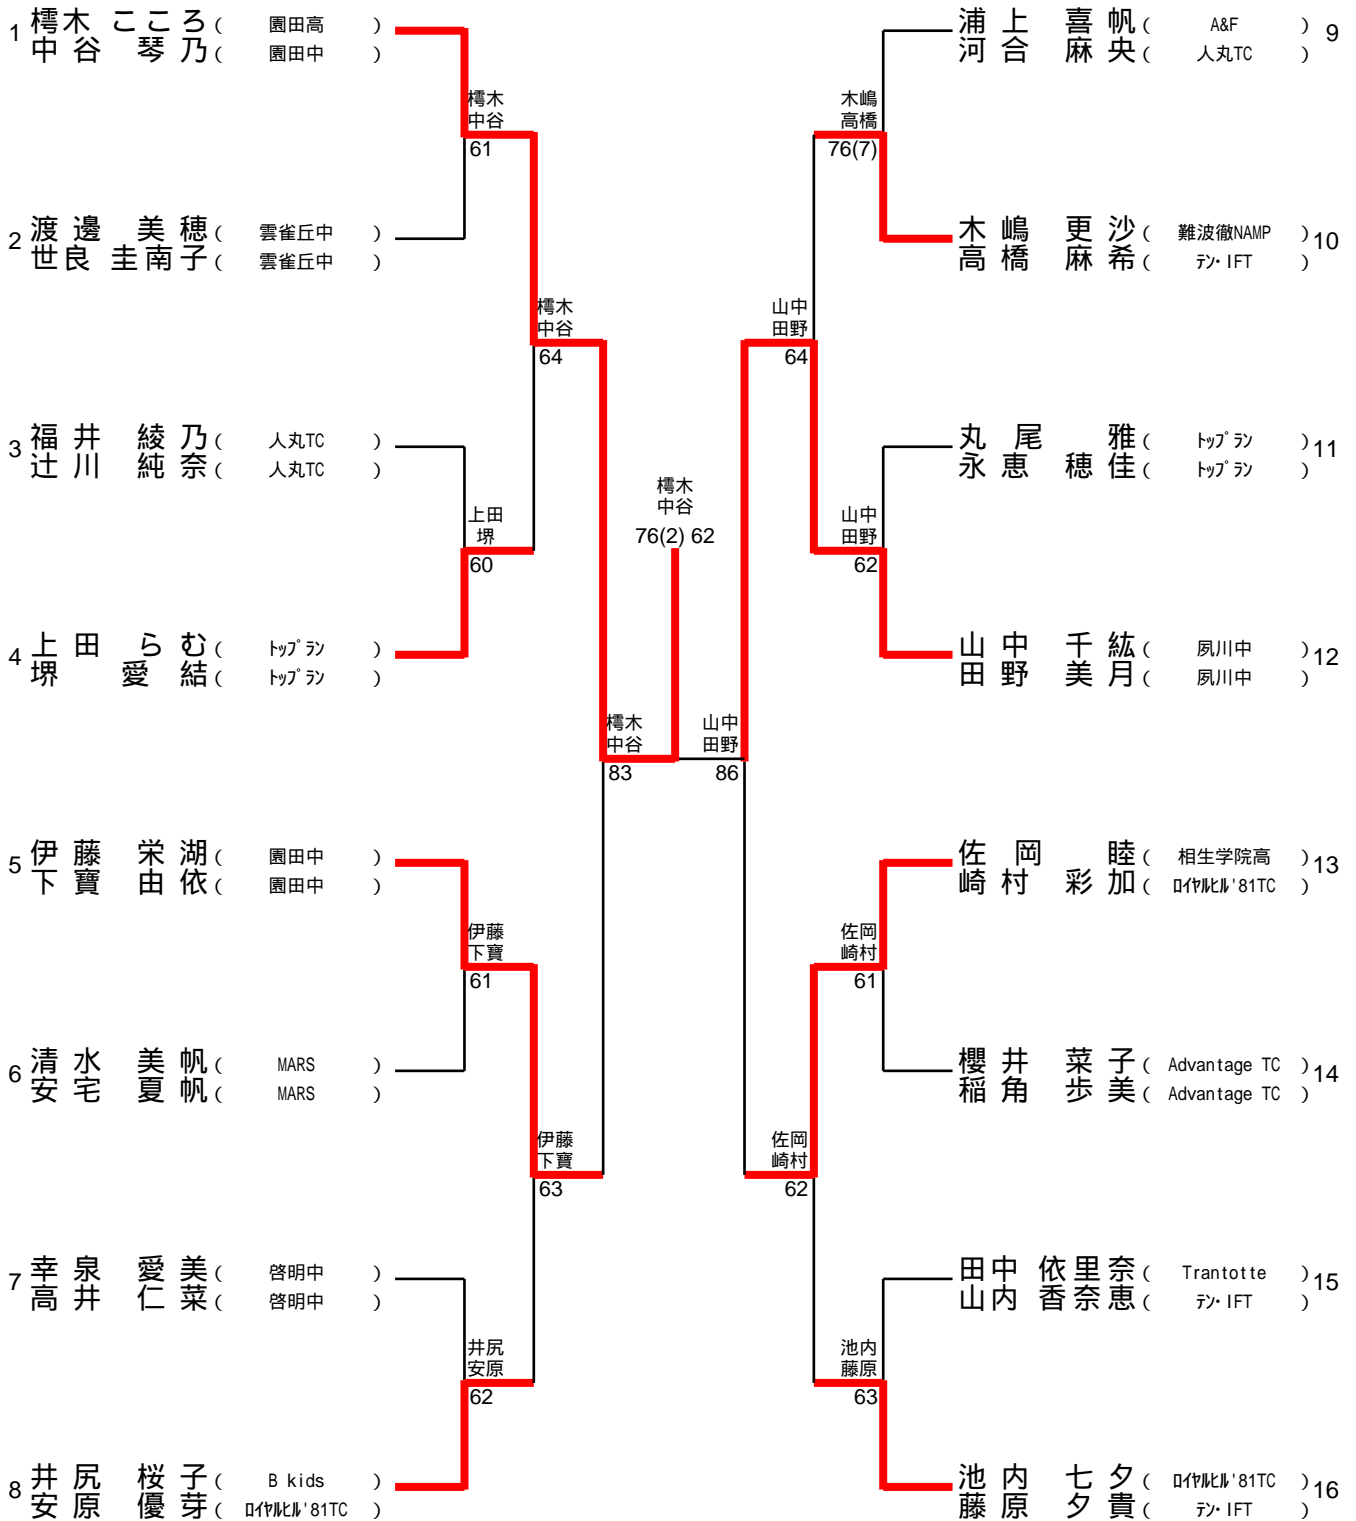 1 樗木 こころ ( 園田高 )
中谷 琴乃 ( 園田中 )
樗木
中谷
61
2 渡邊 美穂 ( 雲雀丘中 )
世良 圭南子 ( 雲雀丘中 )
樗木
中谷
64
3 福井 綾乃 ( 人丸TC )
辻川 純奈 ( 人丸TC )
上田
堺
60
4 上田 らむ ( ﾄｯﾌﾟﾗﾝ )
堺 愛結 ( ﾄｯﾌﾟﾗﾝ )
樗木
中谷
83
5 伊藤 栄湖 ( 園田中 )
下寶 由依 ( 園田中 )
伊藤
下寶
61
6 清水 美帆 ( MARS )
安宅 夏帆 ( MARS )
伊藤
下寶
63
7 幸泉 愛美 ( 啓明中 )
高井 仁菜 ( 啓明中 )
井尻
安原
62
8 井尻 桜子 ( B kids )
安原 優芽 ( ﾛｲﾔﾙﾋﾙ'81TC )
樗木
中谷
76(2) 62
浦上 喜帆 ( A&F ) 9
河合 麻央 ( 人丸TC )
木嶋
高橋
76(7)
木嶋 更沙 ( 難波徹NAMP ) 10
高橋 麻希 ( ﾃﾝ･IFT )
山中
田野
64
丸尾 雅 ( ﾄｯﾌﾟﾗﾝ ) 11
永恵 穂佳 ( ﾄｯﾌﾟﾗﾝ )
山中
田野
62
山中 千紘 ( 夙川中 ) 12
田野 美月 ( 夙川中 )
山中
田野
86
佐岡 睦 ( 相生学院高 ) 13
崎村 彩加 ( ﾛｲﾔﾙﾋﾙ'81TC )
佐岡
崎村
61
櫻井 菜子 ( Advantage TC ) 14
稲角 歩美 ( Advantage TC )
佐岡
崎村
62
田中 依里奈 ( Trantotte ) 15
山内 香奈恵 ( ﾃﾝ･IFT )
池内
藤原
63
池内 七夕 ( ﾛｲﾔﾙﾋﾙ'81TC ) 16
藤原 夕貴 ( ﾃﾝ･IFT )